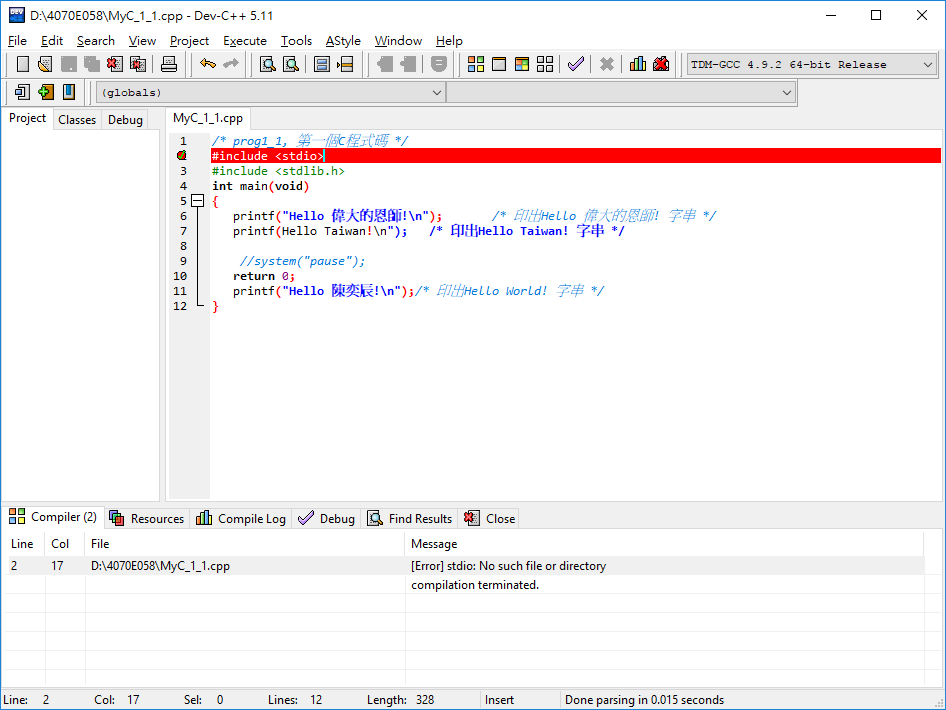 D:\4070E058\MyC_1_1.cpp - Dev-C++ 5.11
File Edit Search View Project Execute Tools AStyle Window Help
TDM-GCC 4.9.2 64-bit Release
(globals)
Project Classes Debug MyC_1_1.cpp
1 /* prog1_1, 第一個C程式碼 */
#include <stdio>
3 #include <stdlib.h>
4 int main(void)
5 {
6 printf("Hello 偉大的恩師!\n"); /* 印出Hello 偉大的恩師! 字串 */
7 printf(Hello Taiwan!\n"); /* 印出Hello Taiwan! 字串 */
8
9 //system("pause");
10 return 0;
11 printf("Hello 陳奕辰!\n");/* 印出Hello World! 字串 */
12 }
Compiler (2) Resources Compile Log Debug Find Results Close
Line Col File Message
2 17 D:\4070E058\MyC_1_1.cpp [Error] stdio: No such file or directory
compilation terminated.
Line: 2 Col: 17 Sel: 0 Lines: 12 Length: 328 Insert Done parsing in 0.015 seconds